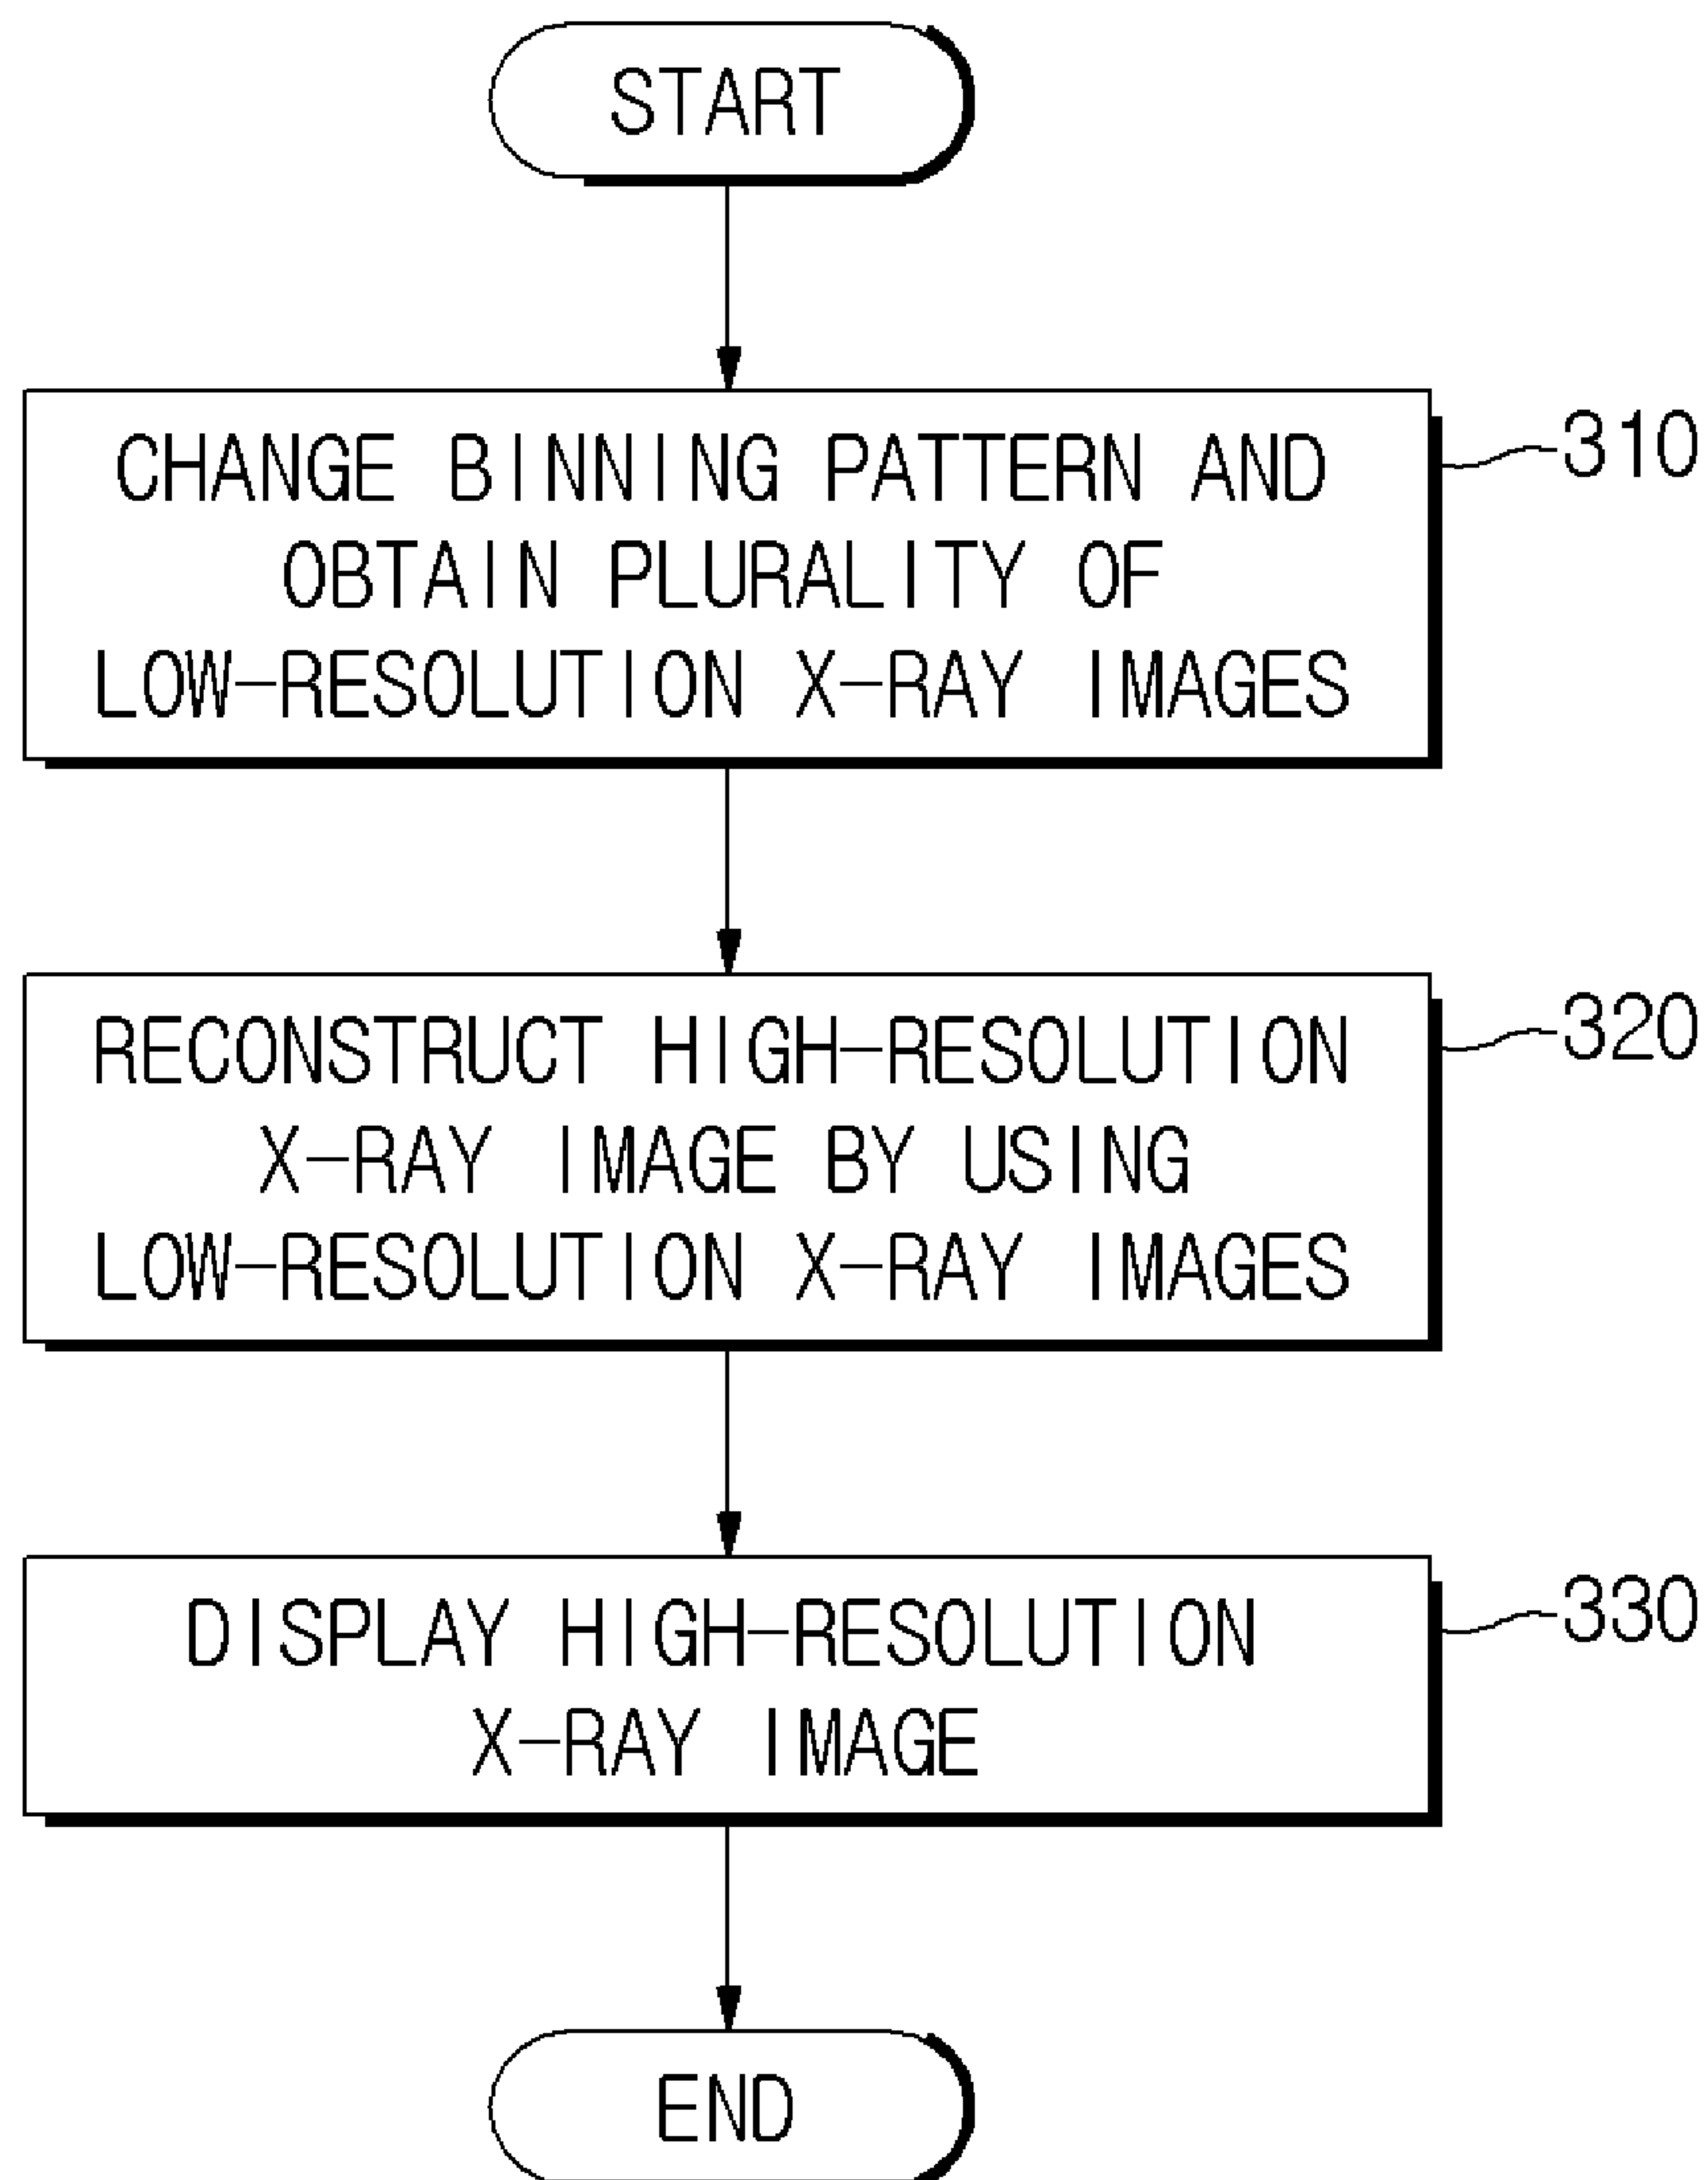 START
CHANGE BINNING PATTERN AND
OBTAIN PLURALITY OF
LOW-RESOLUTION X-RAY IMAGES
310
RECONSTRUCT HIGH-RESOLUTION
X-RAY IMAGE BY USING
LOW-RESOLUTION X-RAY IMAGES
320
DISPLAY HIGH-RESOLUTION
X-RAY IMAGE
330
END